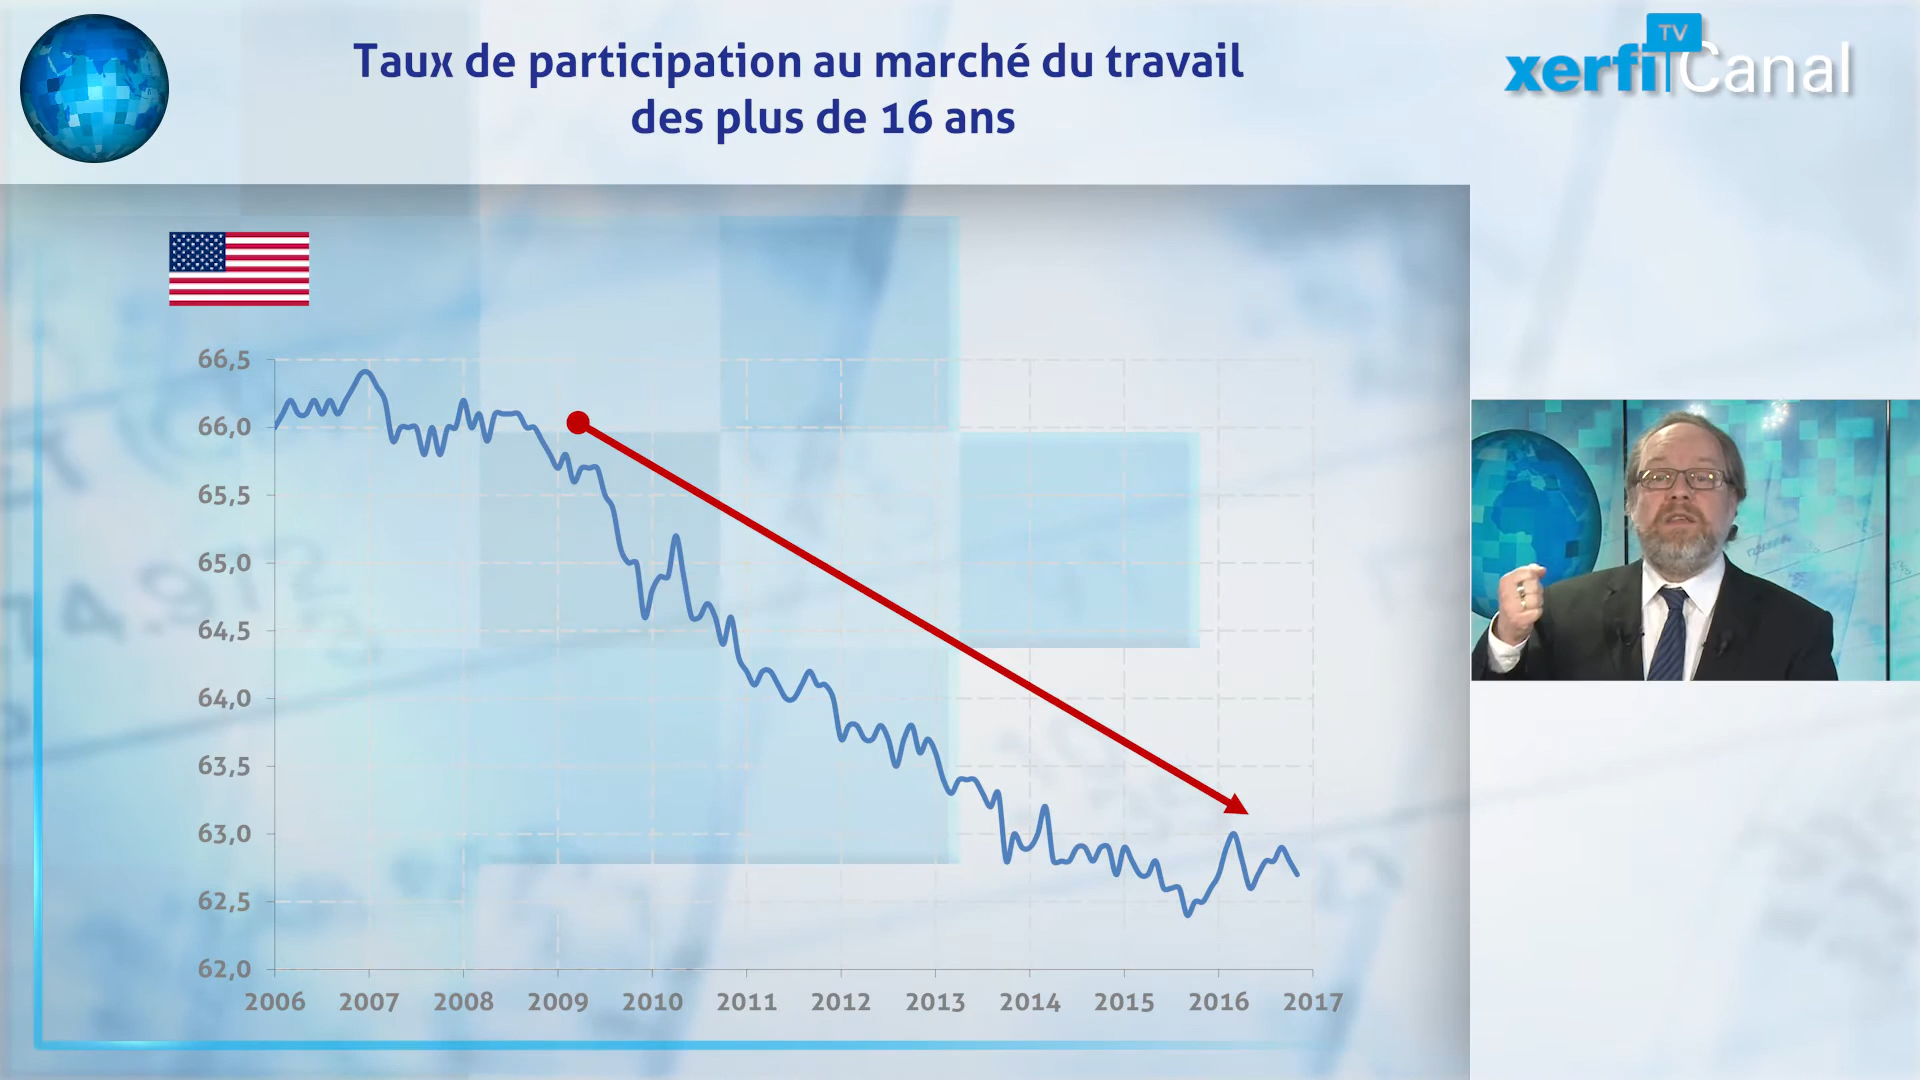 Taux de participation au marché du travail
des plus de 16 ans
TV
xerfi Canal
66,5
66,0
65,5
65,0
64,5
64,0
63,5
63,0
62,5
62,0
2006 2007 2008 2009 2010 2011 2012 2013 2014 2015 2016 2017